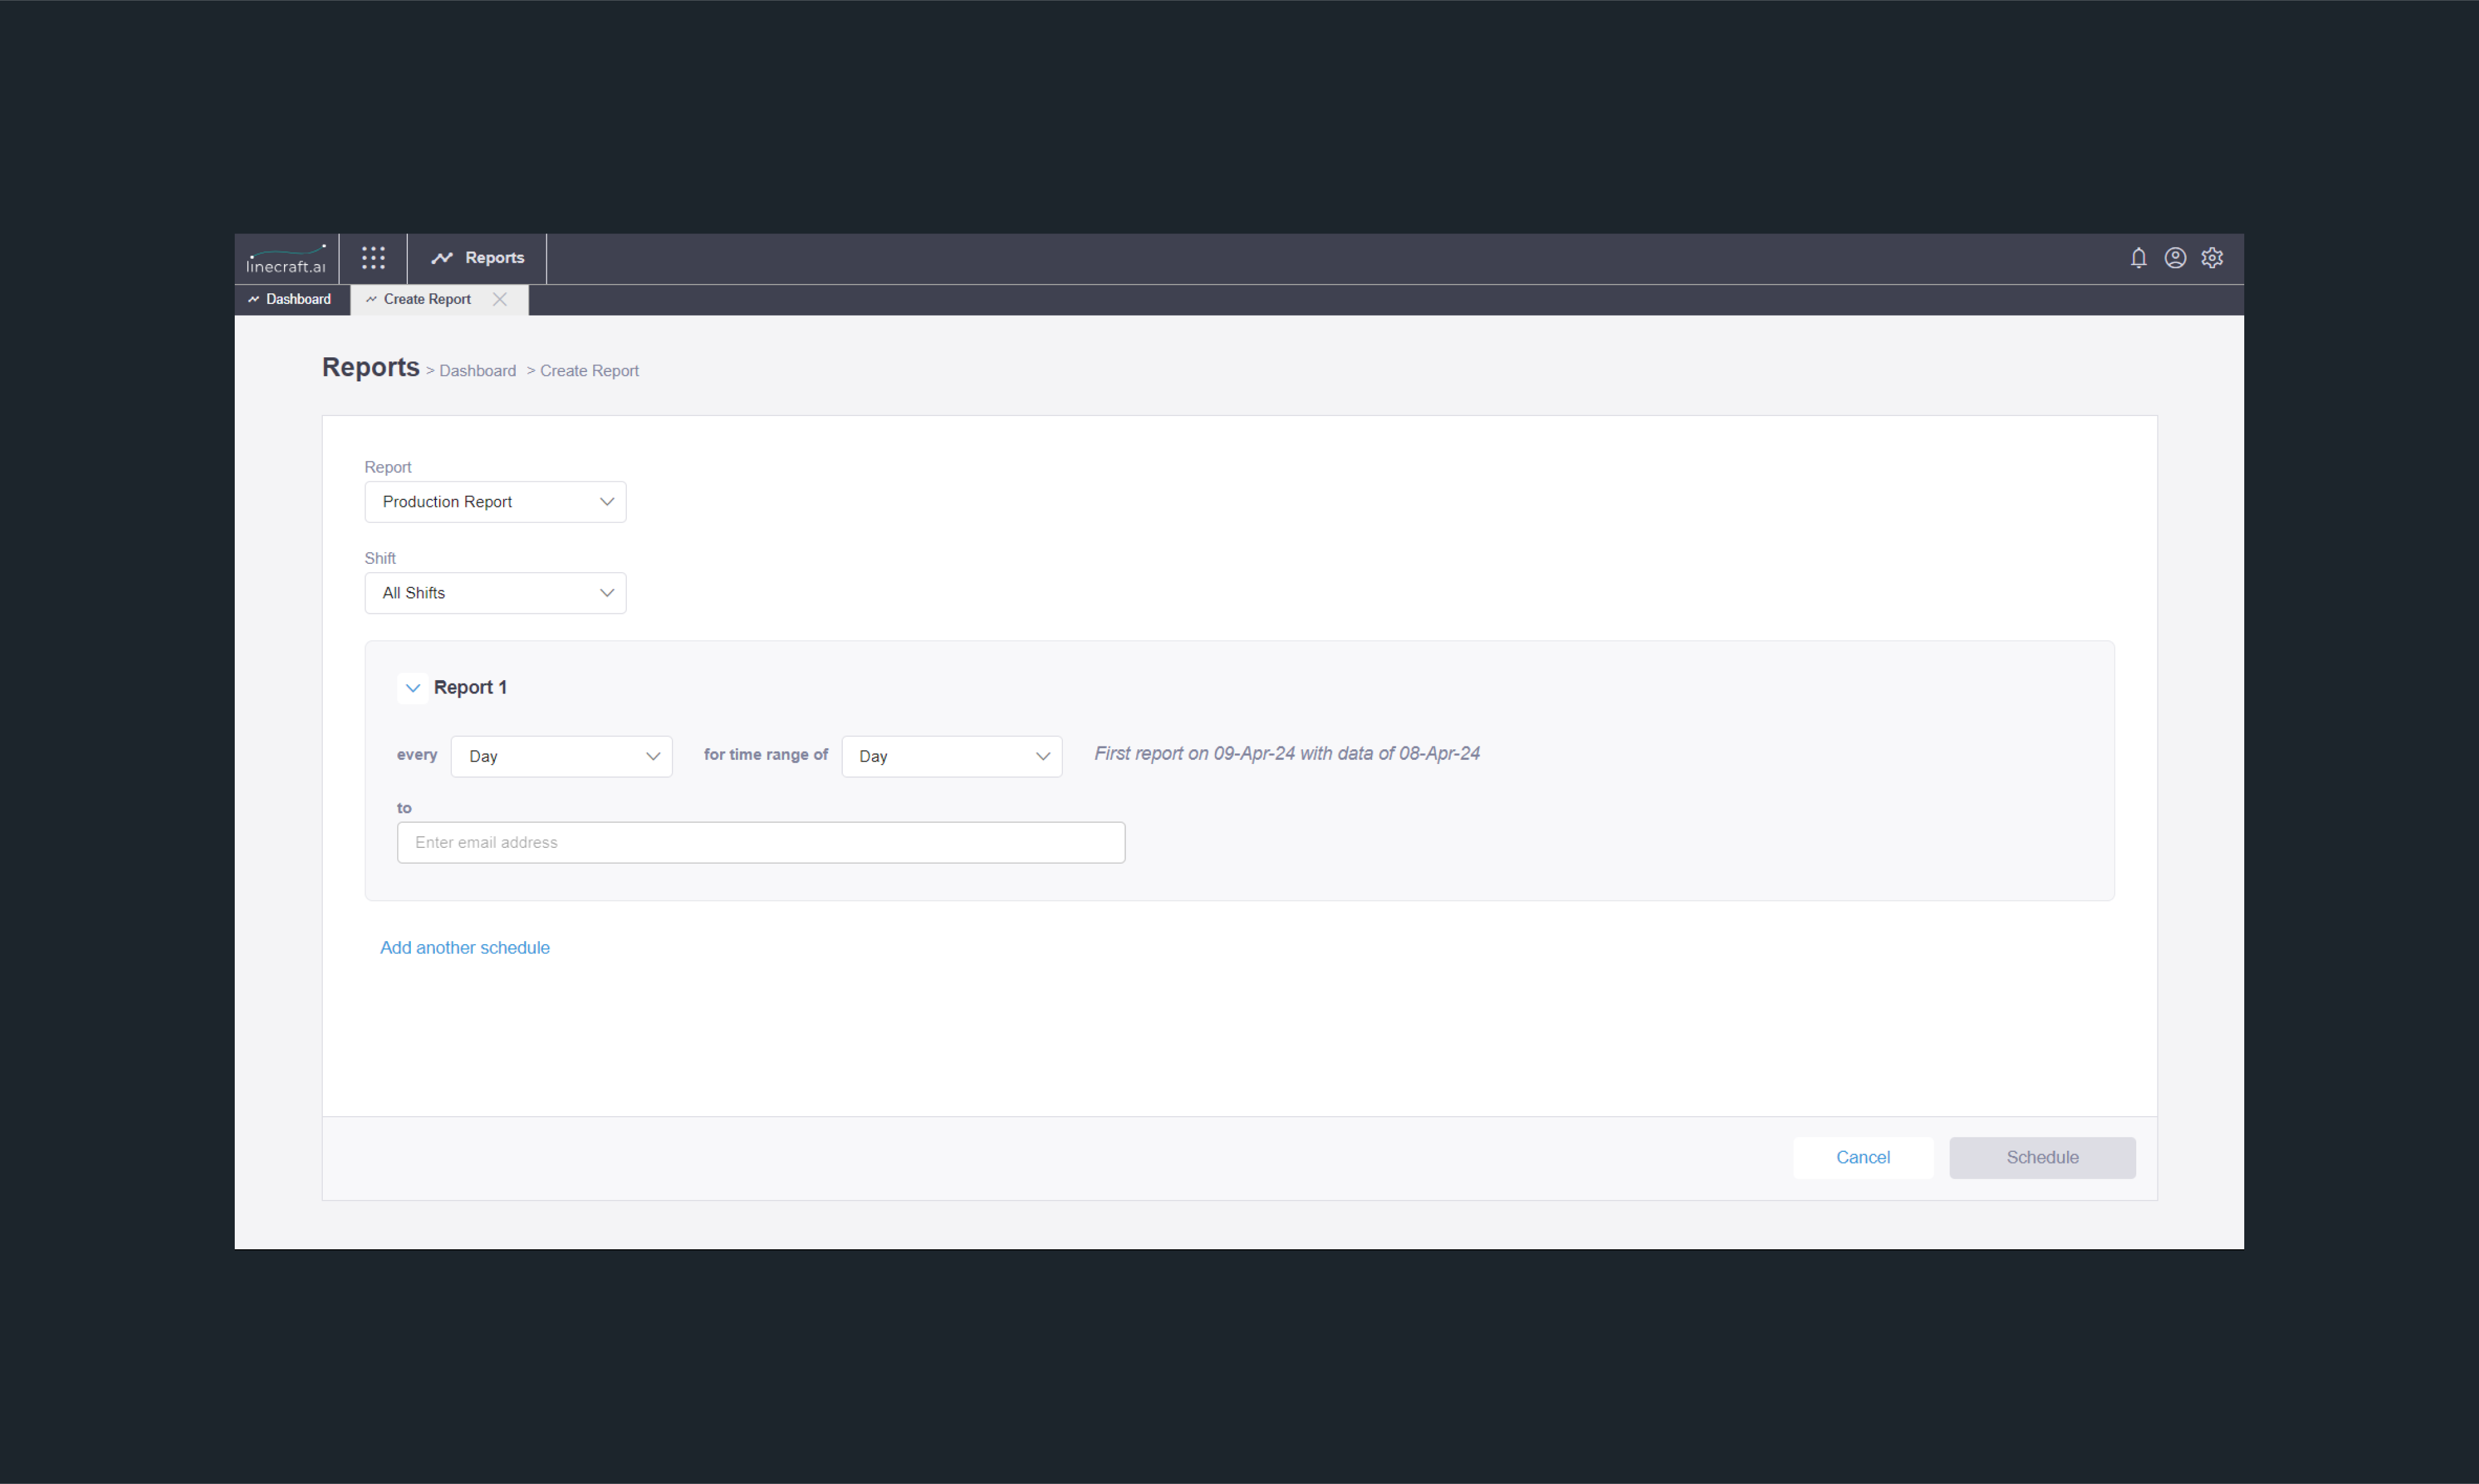 linecraft.ai
Reports
Dashboard
Create Report
Reports > Dashboard > Create Report
Report
Production Report
Shift
All Shifts
Report 1
every Day for time range of Day First report on 09-Apr-24 with data of 08-Apr-24
to
Enter email address
Add another schedule
Cancel
Schedule